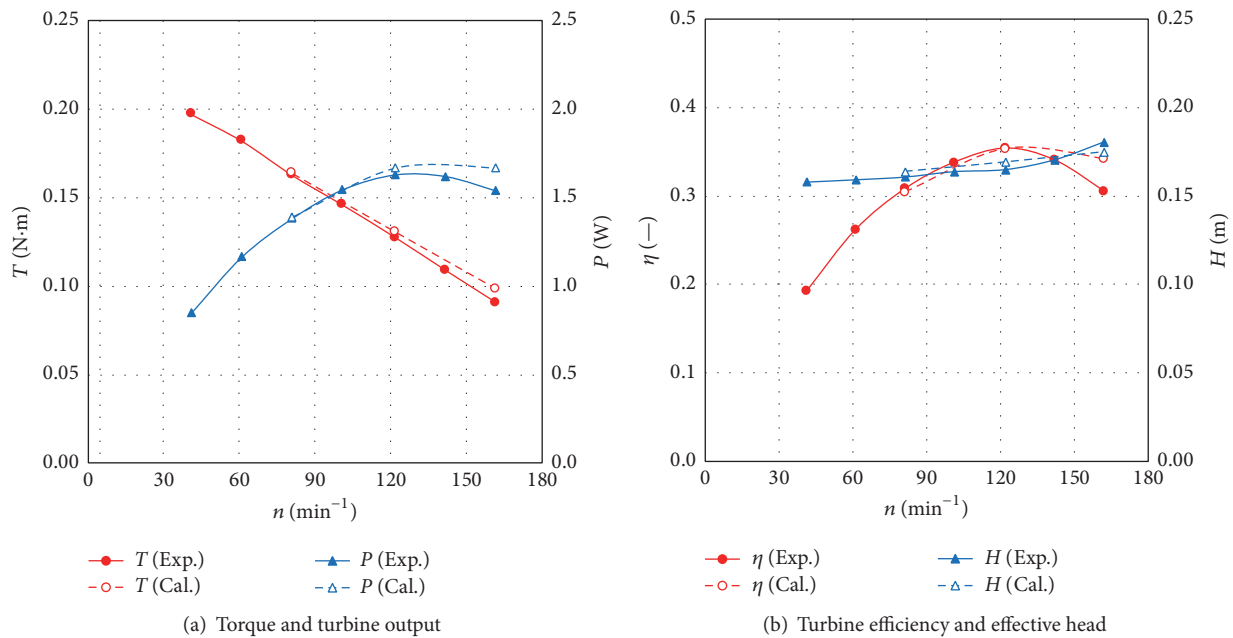 0.25
0.20
0.15
0.10
0.05
0.00
T (N·m)
2.5
2.0
1.5
1.0
0.5
0.0
P (W)
0 30 60 90 120 150 180
n (min⁻¹)
T (Exp.) P (Exp.)
T (Cal.) P (Cal.)
(a) Torque and turbine output
0.5
0.4
0.3
0.2
0.1
0.0
η (—)
0.25
0.20
0.15
0.10
0.05
0.00
H (m)
0 30 60 90 120 150 180
n (min⁻¹)
η (Exp.) H (Exp.)
η (Cal.) H (Cal.)
(b) Turbine efficiency and effective head